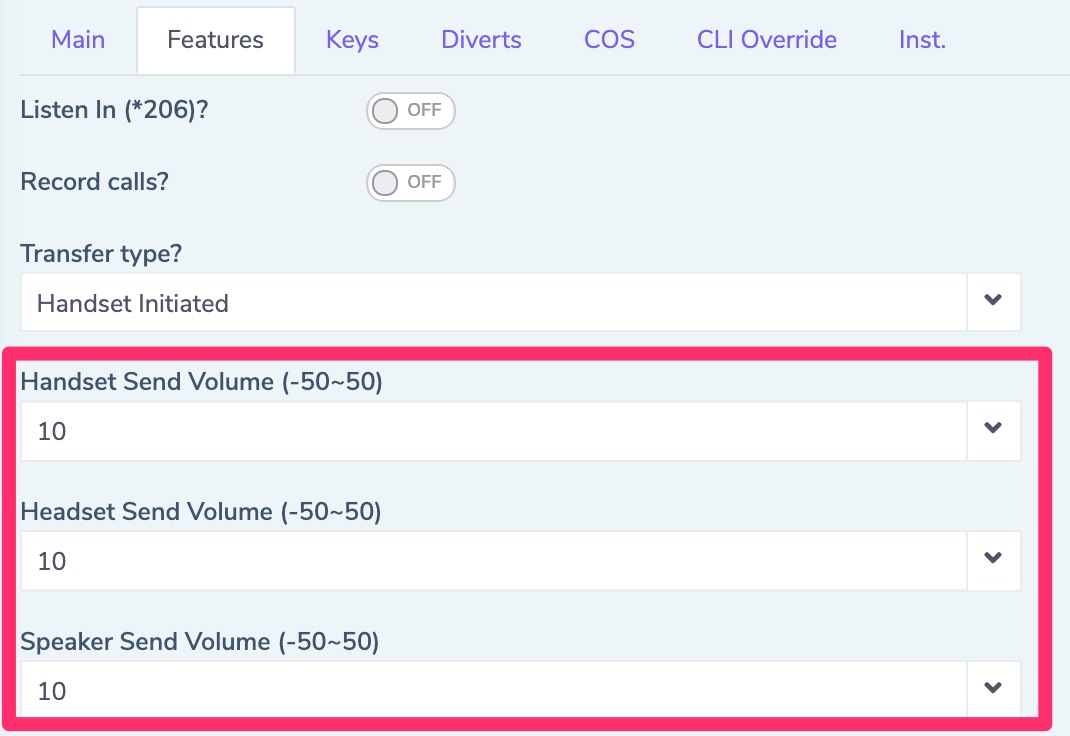 Main Features Keys Diverts COS CLI Override Inst.
Listen In (*206)? OFF
Record calls? OFF
Transfer type?
Handset Initiated
Handset Send Volume (-50~50)
10
Headset Send Volume (-50~50)
10
Speaker Send Volume (-50~50)
10